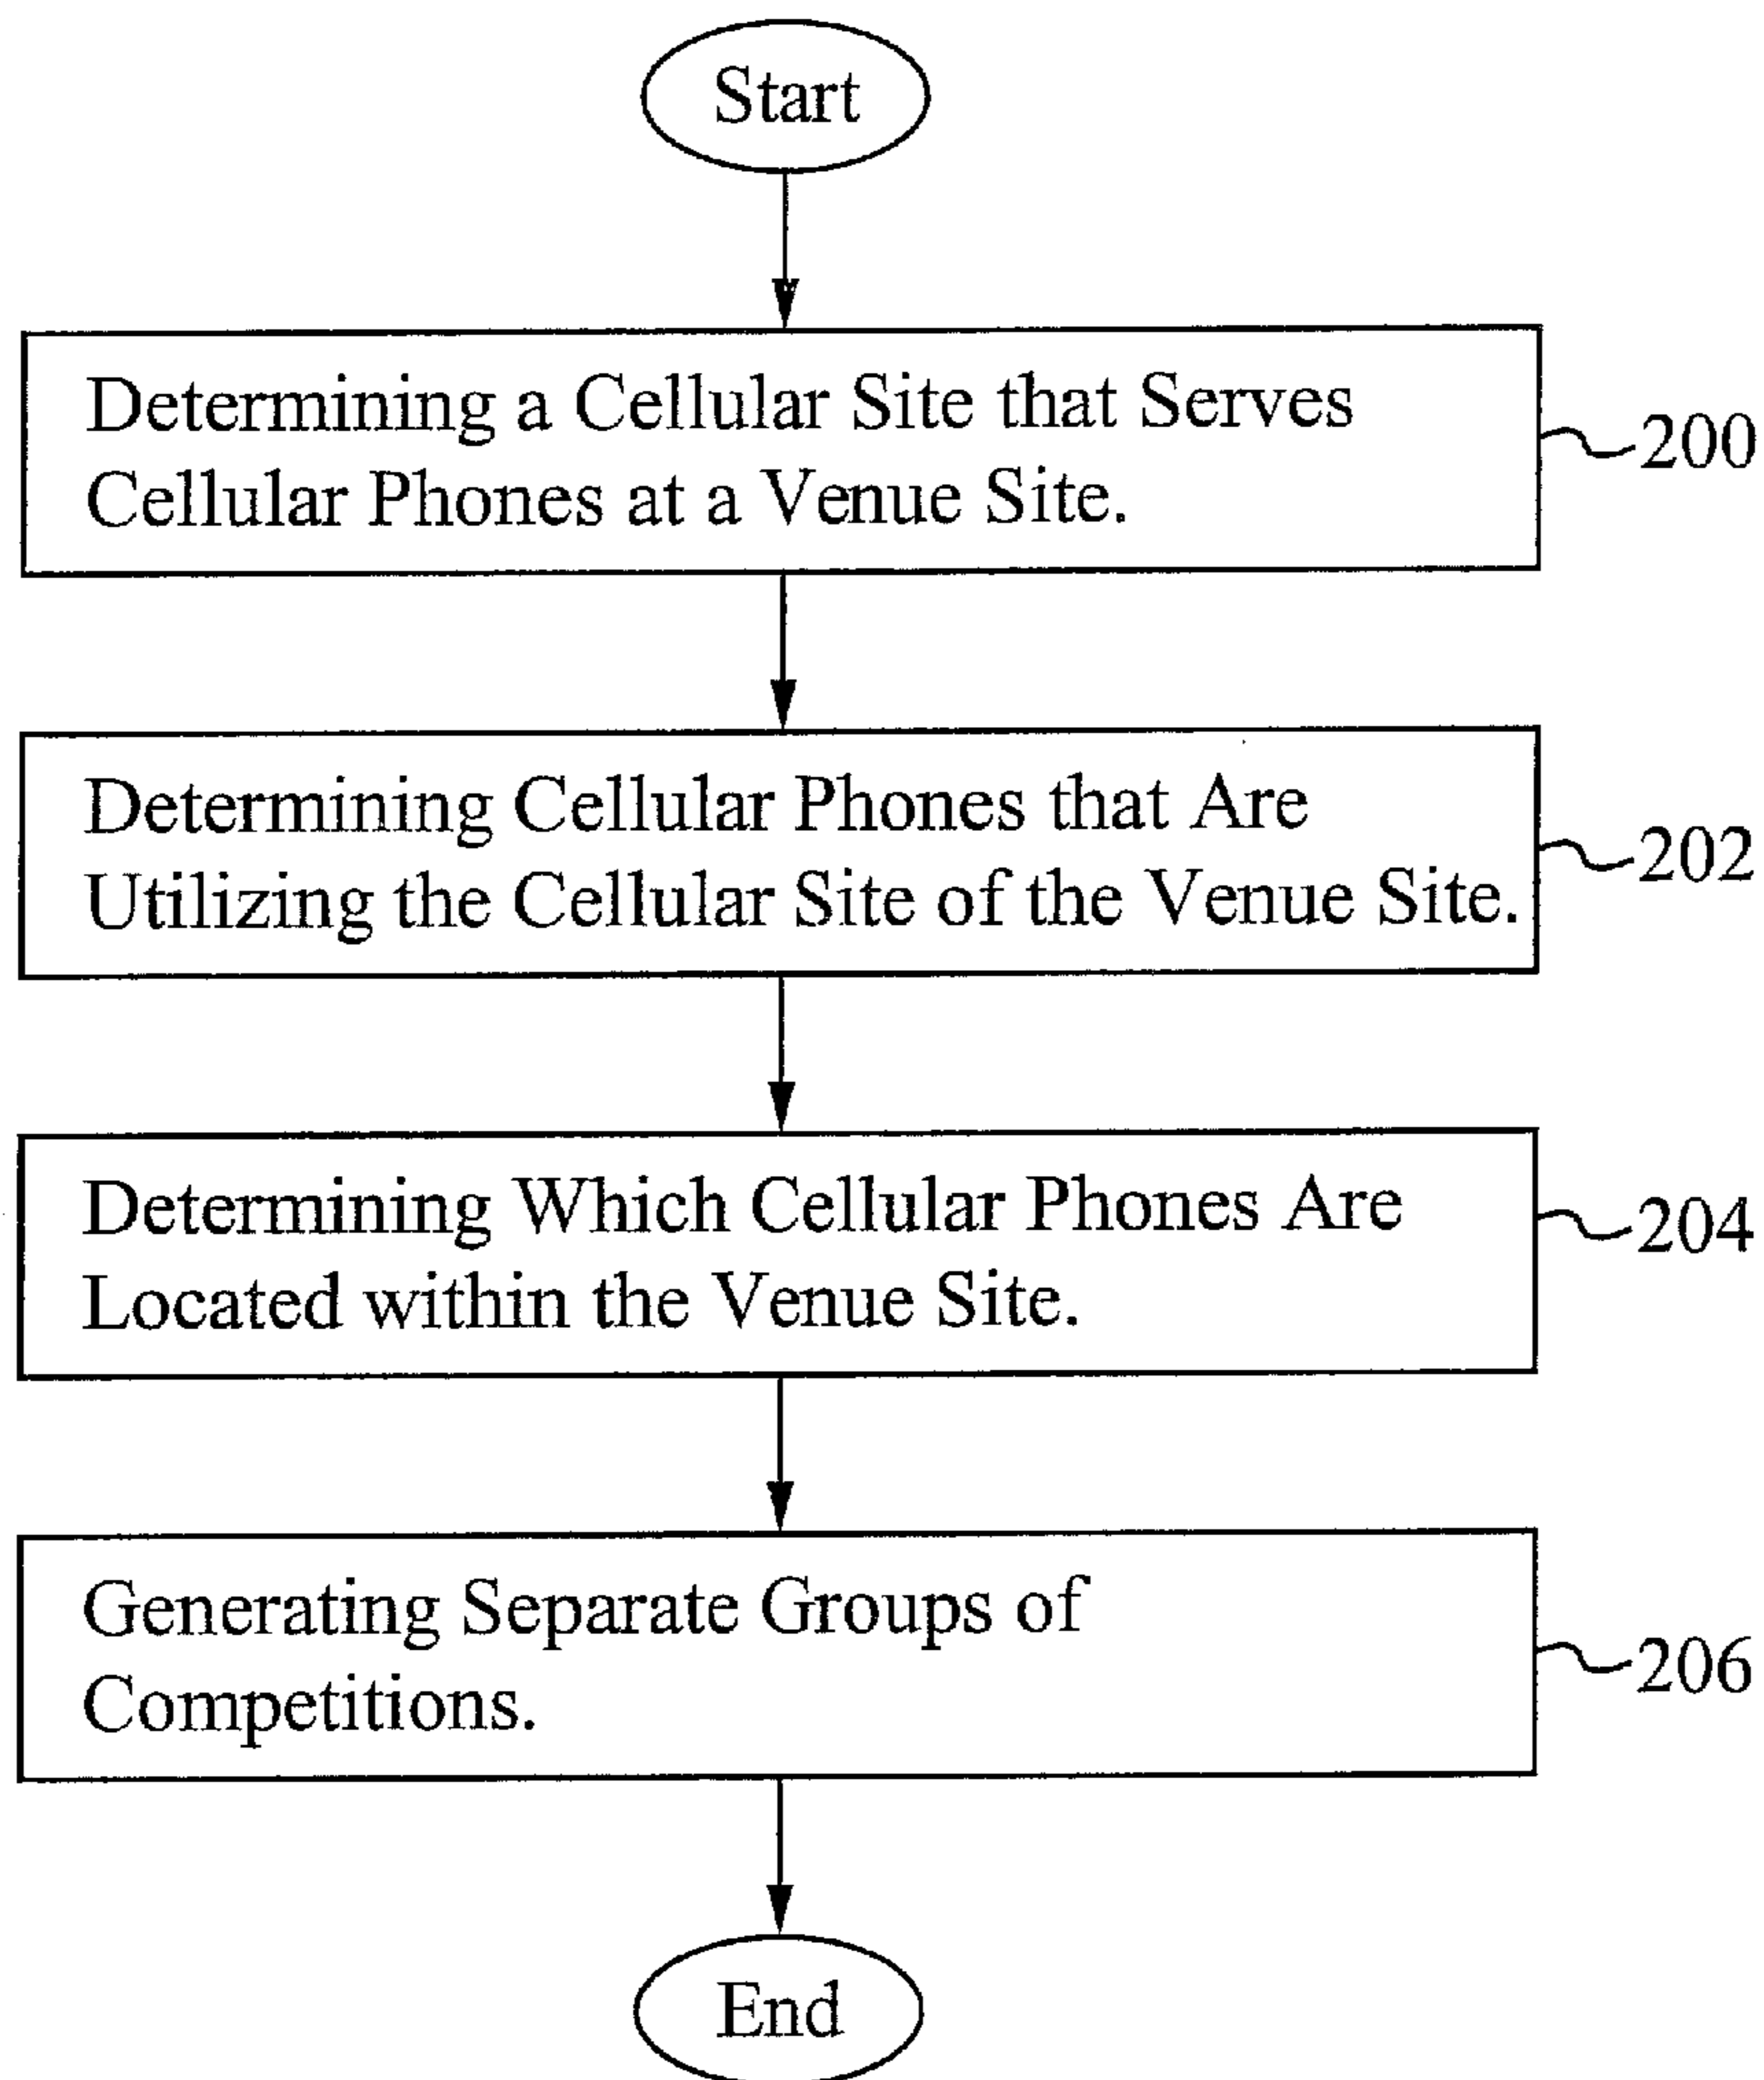 Start
Determining a Cellular Site that Serves
Cellular Phones at a Venue Site.
200
Determining Cellular Phones that Are
Utilizing the Cellular Site of the Venue Site.
202
Determining Which Cellular Phones Are
Located within the Venue Site.
204
Generating Separate Groups of
Competitions.
206
End